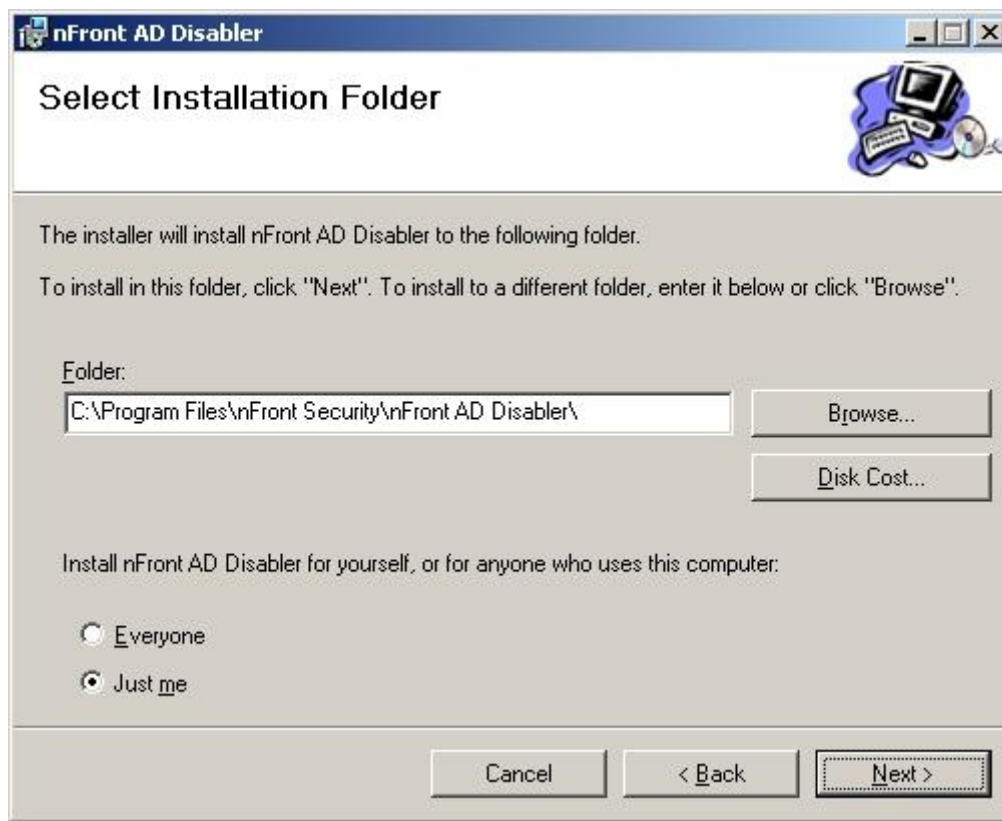 nFront AD Disabler
Select Installation Folder
The installer will install nFront AD Disabler to the following folder.
To install in this folder, click "Next". To install to a different folder, enter it below or click "Browse".
Folder:
C:\Program Files\nFront Security\nFront AD Disabler\
Browse...
Disk Cost...
Install nFront AD Disabler for yourself, or for anyone who uses this computer:
Everyone
Just me
Cancel
< Back
Next >